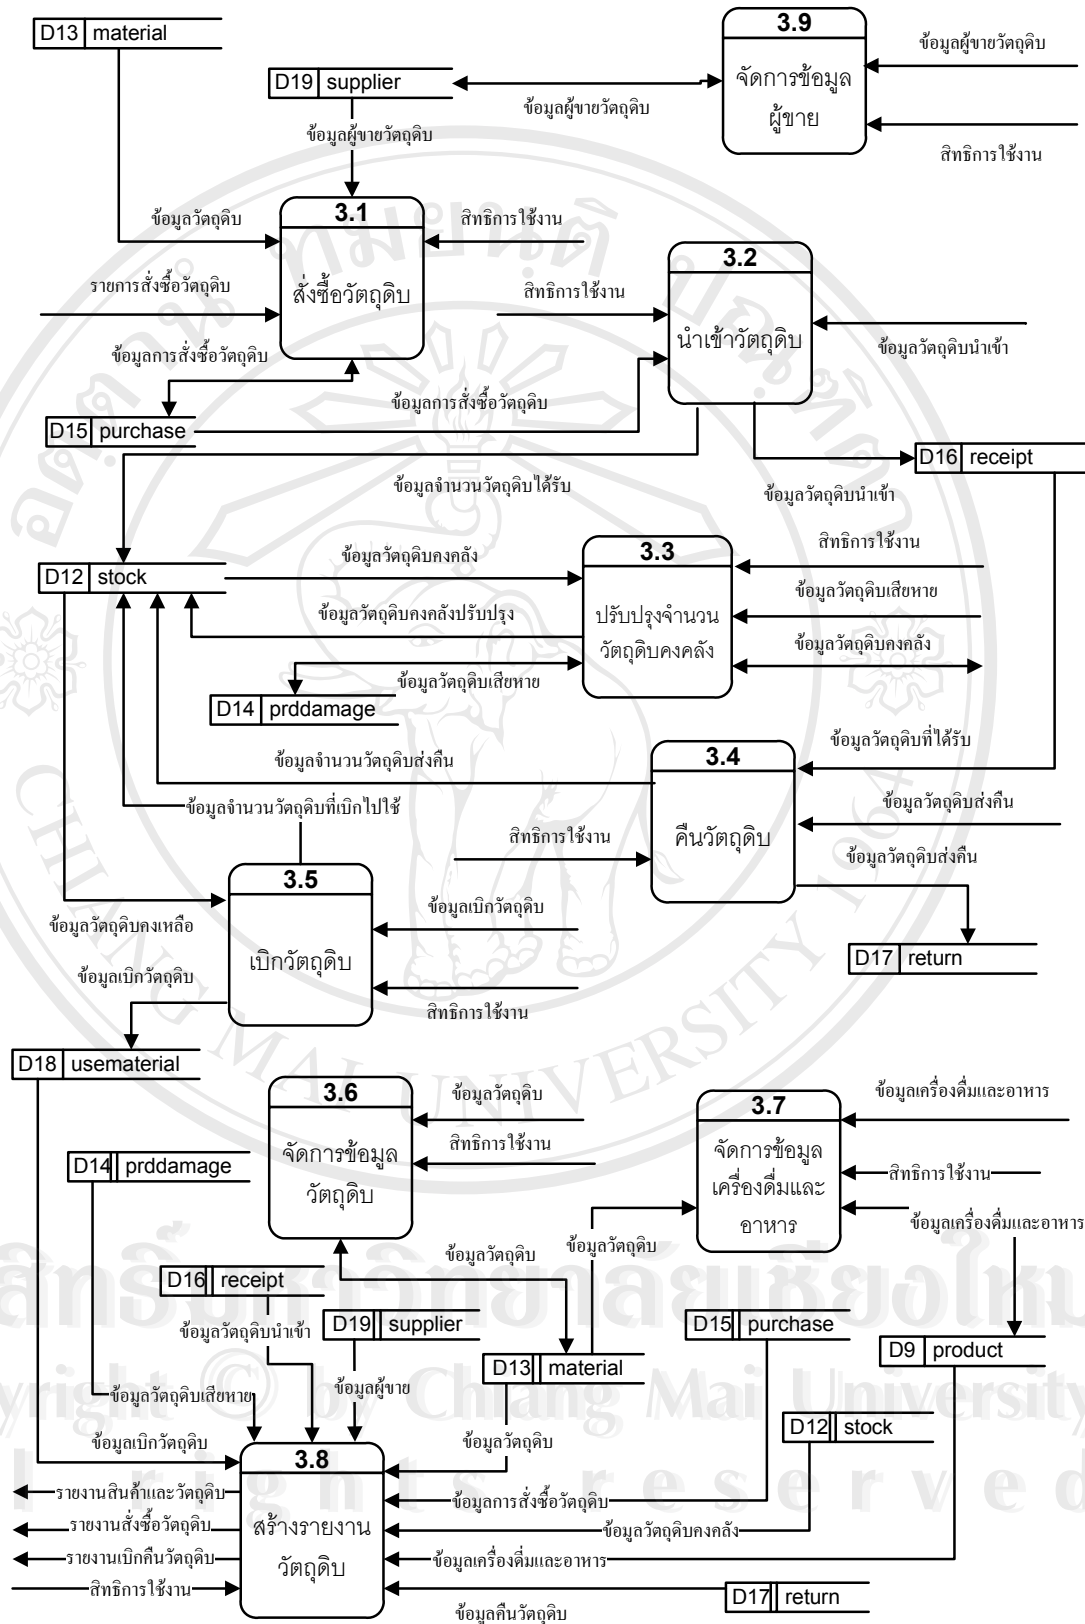 D13 material
3.9
จัดการข้อมูล
ผู้ขาย
ข้อมูลผู้ขายวัตถุดิบ
สิทธิการใช้งาน
D19 supplier
ข้อมูลผู้ขายวัตถุดิบ
ข้อมูลผู้ขายวัตถุดิบ
3.1
สั่งซื้อวัตถุดิบ
ข้อมูลวัตถุดิบ
สิทธิการใช้งาน
รายการสั่งซื้อวัตถุดิบ
ข้อมูลการสั่งซื้อวัตถุดิบ
3.2
นำเข้าวัตถุดิบ
สิทธิการใช้งาน
ข้อมูลวัตถุดิบนำเข้า
D15 purchase
ข้อมูลการสั่งซื้อวัตถุดิบ
D16 receipt
ข้อมูลจำนวนวัตถุดิบได้รับ
ข้อมูลวัตถุดิบนำเข้า
D12 stock
ข้อมูลวัตถุดิบคงคลัง
3.3
ปรับปรุงจำนวน
วัตถุดิบคงคลัง
สิทธิการใช้งาน
ข้อมูลวัตถุดิบเสียหาย
ข้อมูลวัตถุดิบคงคลังปรับปรุง
ข้อมูลวัตถุดิบคงคลัง
ข้อมูลวัตถุดิบเสียหาย
D14 prddamage
3.4
คืนวัตถุดิบ
ข้อมูลวัตถุดิบที่ได้รับ
ข้อมูลจำนวนวัตถุดิบส่งคืน
ข้อมูลวัตถุดิบส่งคืน
ข้อมูลจำนวนวัตถุดิบที่เบิกไปใช้
สิทธิการใช้งาน
ข้อมูลวัตถุดิบส่งคืน
3.5
เบิกวัตถุดิบ
ข้อมูลวัตถุดิบคงเหลือ
ข้อมูลเบิกวัตถุดิบ
D17 return
ข้อมูลเบิกวัตถุดิบ
สิทธิการใช้งาน
D18 usematerial
3.6
จัดการข้อมูล
วัตถุดิบ
ข้อมูลวัตถุดิบ
สิทธิการใช้งาน
3.7
จัดการข้อมูล
เครื่องดื่มและ
อาหาร
ข้อมูลเครื่องดื่มและอาหาร
สิทธิการใช้งาน
ข้อมูลเครื่องดื่มและอาหาร
D14 prddamage
ข้อมูลวัตถุดิบ
ข้อมูลวัตถุดิบ
D16 receipt
ข้อมูลวัตถุดิบนำเข้า
D19 supplier
D15 purchase
D9 product
D13 material
ข้อมูลวัตถุดิบเสียหาย
ข้อมูลผู้ขาย
D12 stock
ข้อมูลเบิกวัตถุดิบ
ข้อมูลวัตถุดิบ
3.8
สร้างรายงาน
วัตถุดิบ
รายงานสินค้าและวัตถุดิบ
ข้อมูลการสั่งซื้อวัตถุดิบ
รายงานสั่งซื้อวัตถุดิบ
ข้อมูลวัตถุดิบคงคลัง
รายงานเบิกคืนวัตถุดิบ
ข้อมูลเครื่องดื่มและอาหาร
สิทธิการใช้งาน
D17 return
ข้อมูลคืนวัตถุดิบ
CHIANG MAI UNIVERSITY 1964
yright © by Chiang Mai University
rights reserved